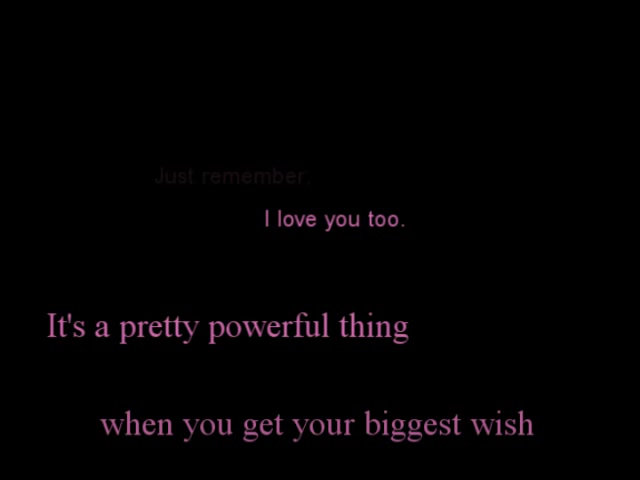 Just remember,
I love you too.
It's a pretty powerful thing
when you get your biggest wish